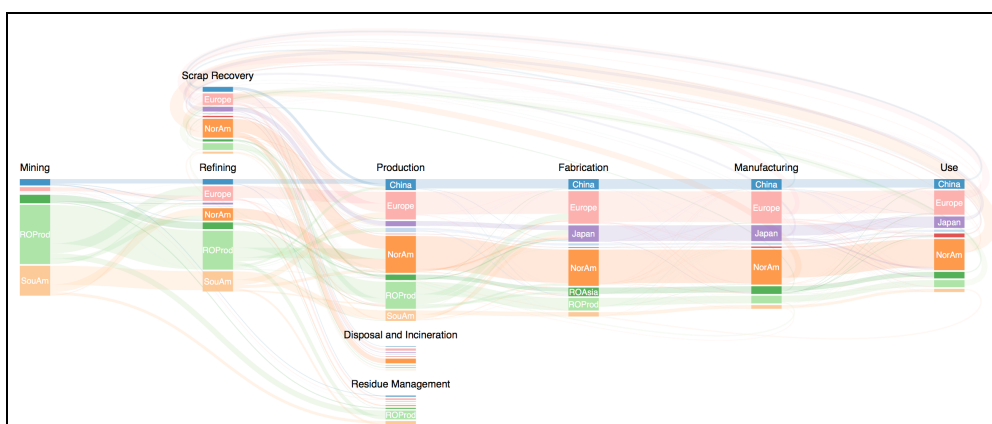 Scrap Recovery
Europe
NorAm
Mining
Refining
Production
Fabrication
Manufacturing
Use
ROProd
SouAm
Europe
NorAm
ROProd
SouAm
China
Europe
NorAm
ROProd
SouAm
China
Europe
Japan
NorAm
ROAsia
ROProd
China
Europe
Japan
NorAm
China
Europe
Japan
NorAm
Disposal and Incineration
Residue Management
ROProd